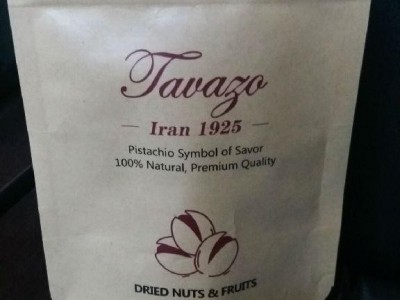 Tavazo
Iran 1925
Pistachio Symbol of Savor
100% Natural, Premium Quality
DRIED NUTS & FRUITS